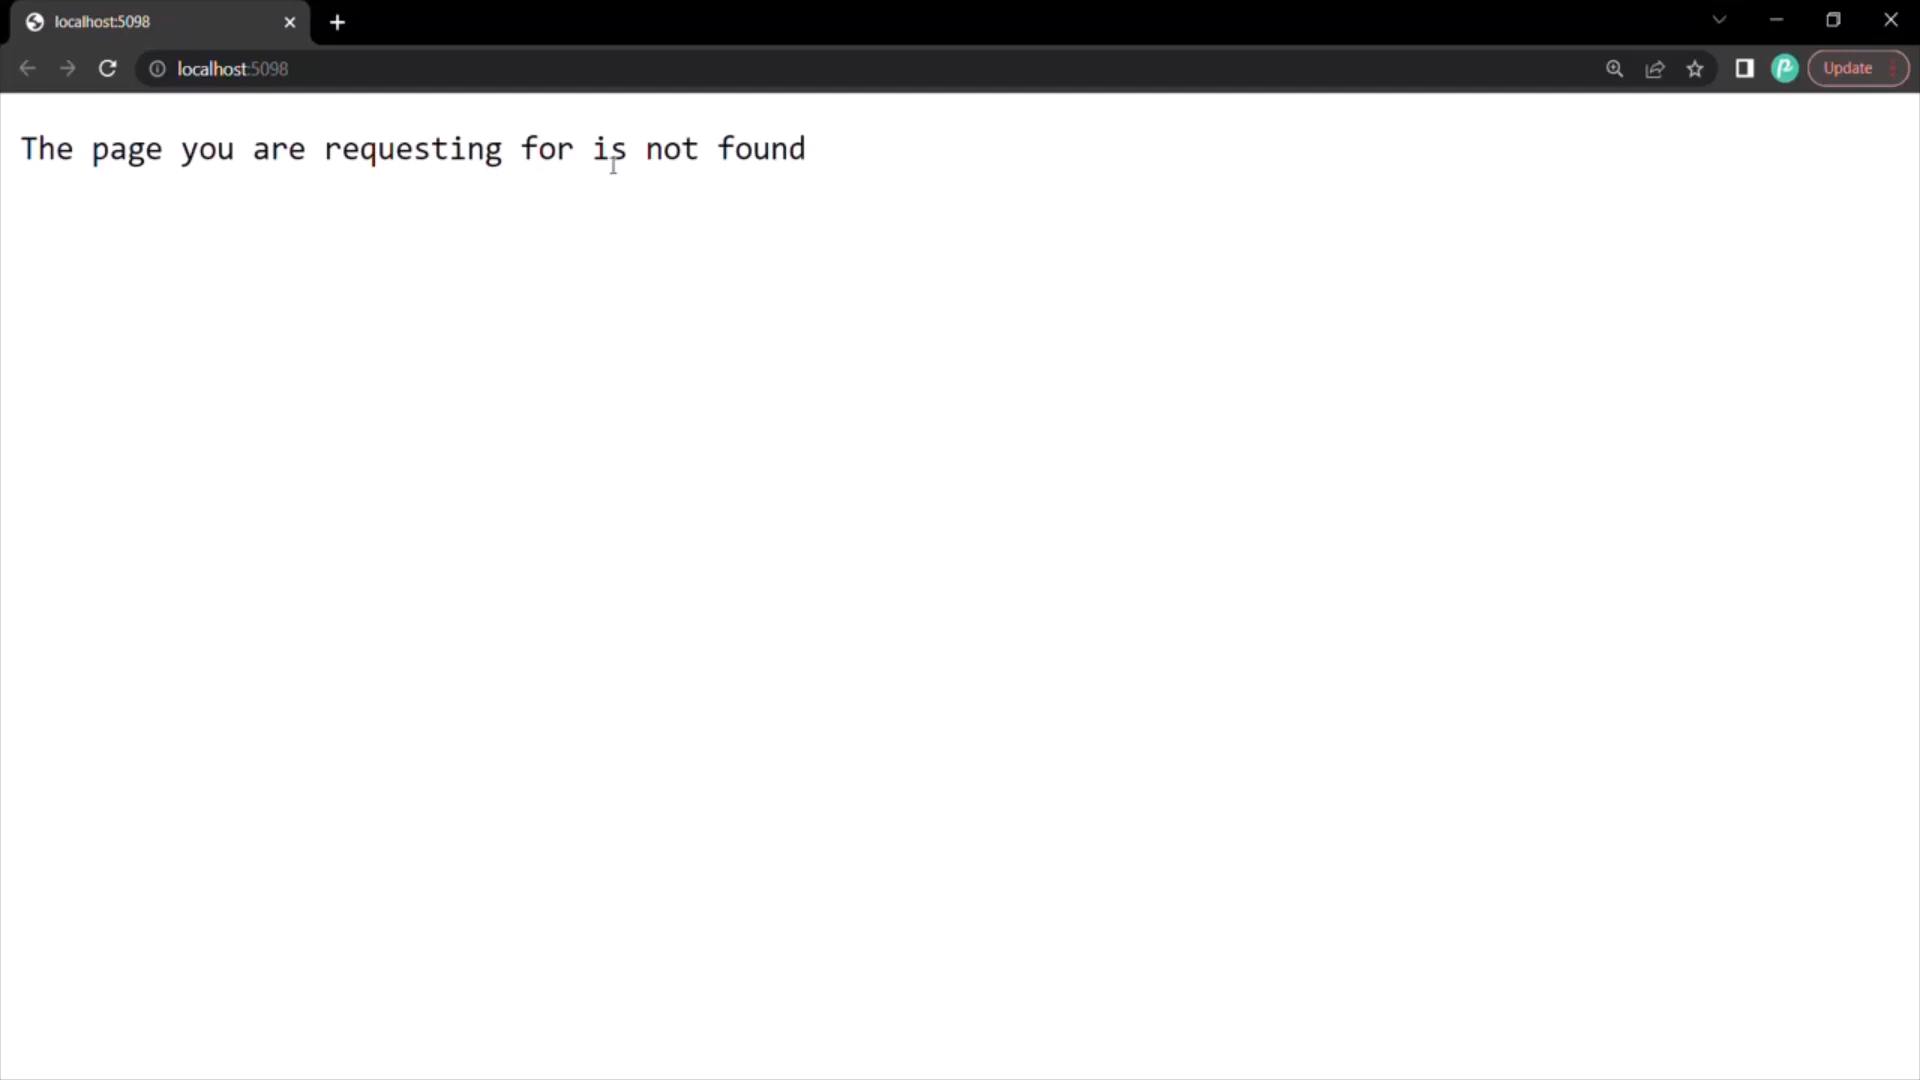 localhost:5098
localhost:5098
Update
The page you are requesting for is not found